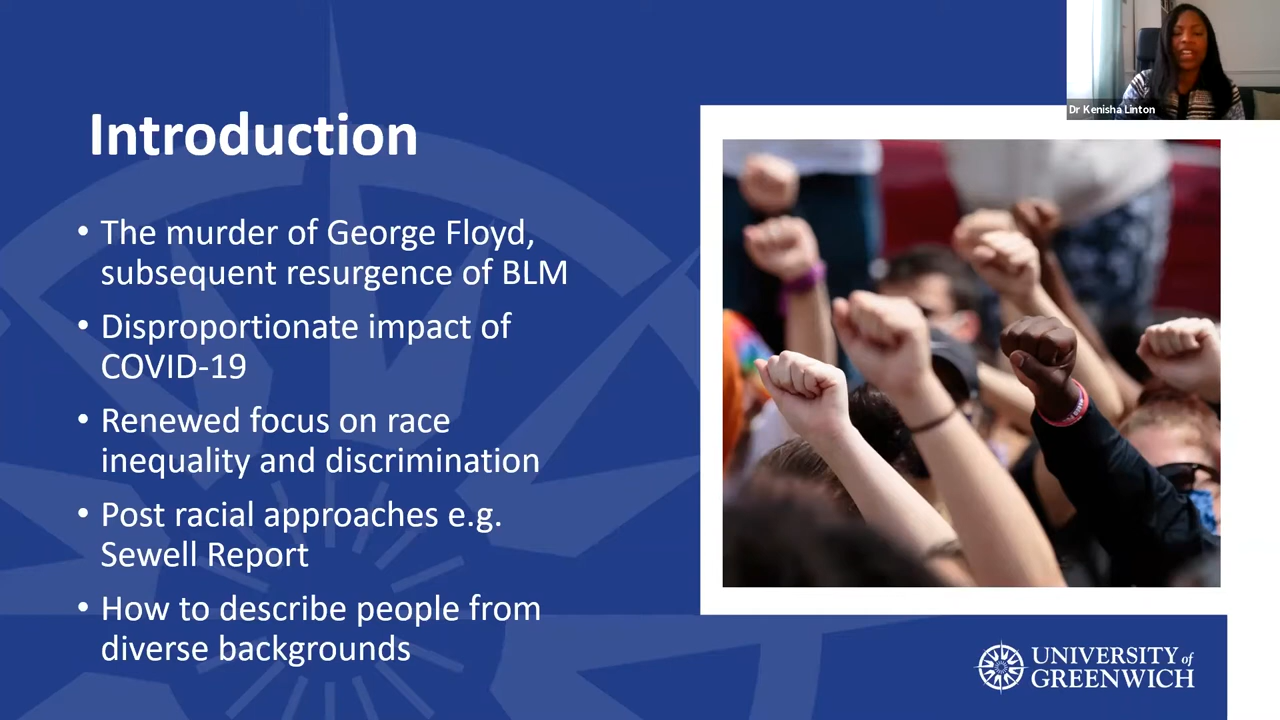 Dr Kenisha Linton
Introduction
• The murder of George Floyd,
subsequent resurgence of BLM
• Disproportionate impact of
COVID-19
• Renewed focus on race
inequality and discrimination
• Post racial approaches e.g.
Sewell Report
• How to describe people from
diverse backgrounds
UNIVERSITY of
GREENWICH